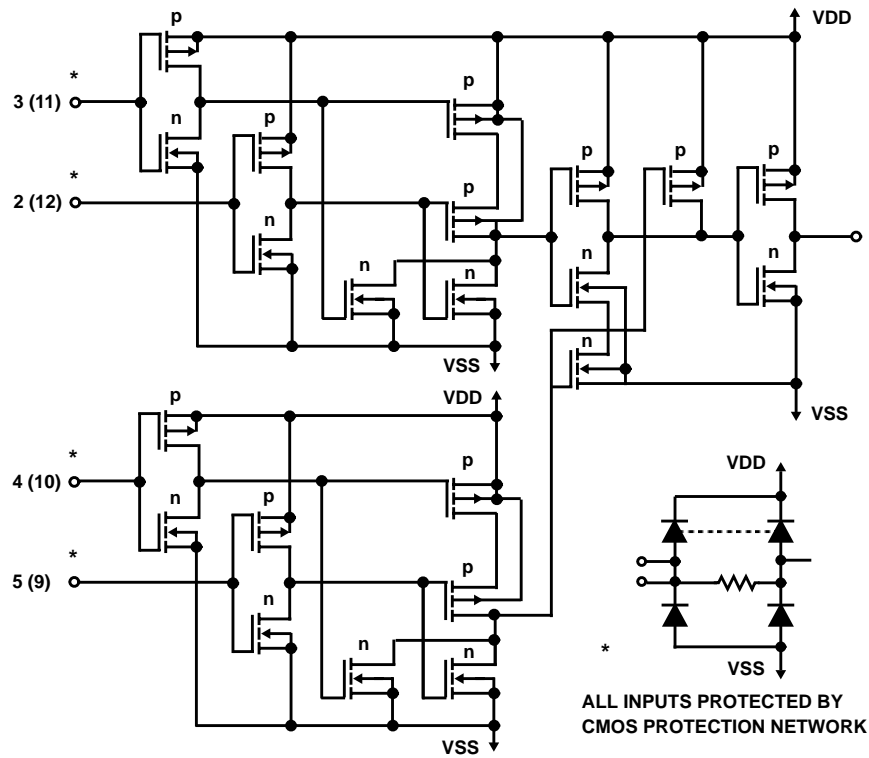 p
VDD
*
3 (11)
p
n
p
p
p
p
*
2 (12)
p
n
n
n
n
n
n
VSS
VDD
VSS
p
*
4 (10)
p
VDD
n
p
*
5 (9)
p
n
n
n
*
VSS
VSS
ALL INPUTS PROTECTED BY
CMOS PROTECTION NETWORK